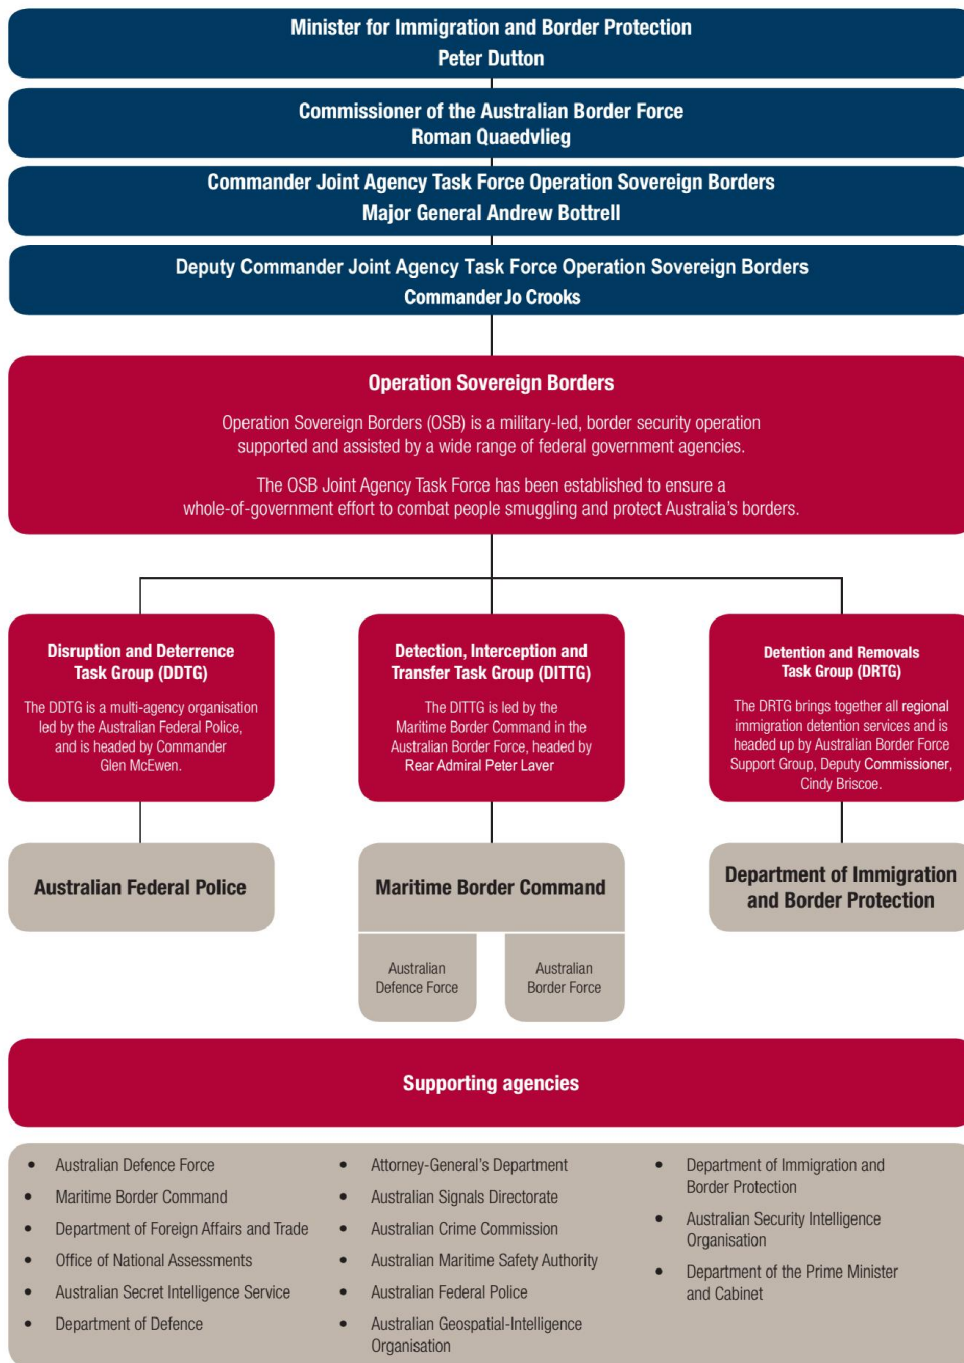 Minister for Immigration and Border Protection
Peter Dutton
Commissioner of the Australian Border Force
Roman Quaedvlieg
Commander Joint Agency Task Force Operation Sovereign Borders
Major General Andrew Bottrell
Deputy Commander Joint Agency Task Force Operation Sovereign Borders
Commander Jo Crooks
Operation Sovereign Borders
Operation Sovereign Borders (OSB) is a military-led, border security operation
supported and assisted by a wide range of federal government agencies.
The OSB Joint Agency Task Force has been established to ensure a
whole-of-government effort to combat people smuggling and protect Australia's borders.
Disruption and Deterrence
Task Group (DDTG)
The DDTG is a multi-agency organisation
led by the Australian Federal Police,
and is headed by Commander
Glen McEwen.
Detection, Interception and
Transfer Task Group (DITTG)
The DITTG is led by the
Maritime Border Command in the
Australian Border Force, headed by
Rear Admiral Peter Laver
Detention and Removals
Task Group (DRTG)
The DRTG brings together all regional
immigration detention services and is
headed up by Australian Border Force
Support Group, Deputy Commissioner,
Cindy Briscoe.
Australian Federal Police
Maritime Border Command
Australian
Defence Force
Australian
Border Force
Department of Immigration
and Border Protection
Supporting agencies
• Australian Defence Force
• Maritime Border Command
• Department of Foreign Affairs and Trade
• Office of National Assessments
• Australian Secret Intelligence Service
• Department of Defence
• Attorney-General's Department
• Australian Signals Directorate
• Australian Crime Commission
• Australian Maritime Safety Authority
• Australian Federal Police
• Australian Geospatial-Intelligence
Organisation
• Department of Immigration and
Border Protection
• Australian Security Intelligence
Organisation
• Department of the Prime Minister
and Cabinet